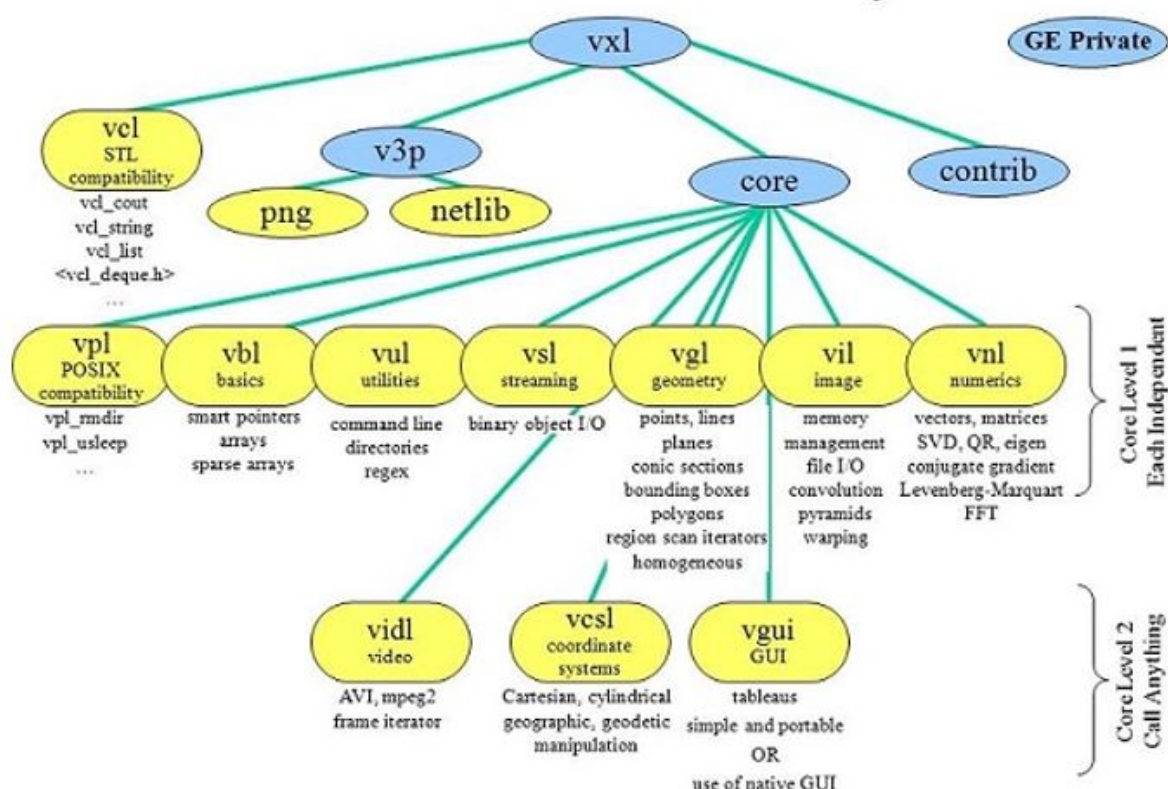 vxl
GE Private
vcl
STL
compatibility
vcl_cout
vcl_string
vcl_list
<vcl_deque.h>
...
v3p
png
netlib
core
contrib
vpl
POSIX
compatibility
vpl_rmdir
vpl_usleep
...
vbl
basics
smart pointers
arrays
sparse arrays
vul
utilities
command line
directories
regex
vsl
streaming
binary object I/O
vgl
geometry
points, lines
planes
conic sections
bounding boxes
polygons
region scan iterators
homogeneous
vil
image
memory
management
file I/O
convolution
pyramids
warping
vnl
numerics
vectors, matrices
SVD, QR, eigen
conjugate gradient
Levenberg-Marquart
FFT
Core Level 1
Each Independent
vidl
video
AVI, mpeg2
frame iterator
vcsl
coordinate
systems
Cartesian, cylindrical
geographic, geodetic
manipulation
vgui
GUI
tableaus
simple and portable
OR
use of native GUI
Core Level 2
Call Anything